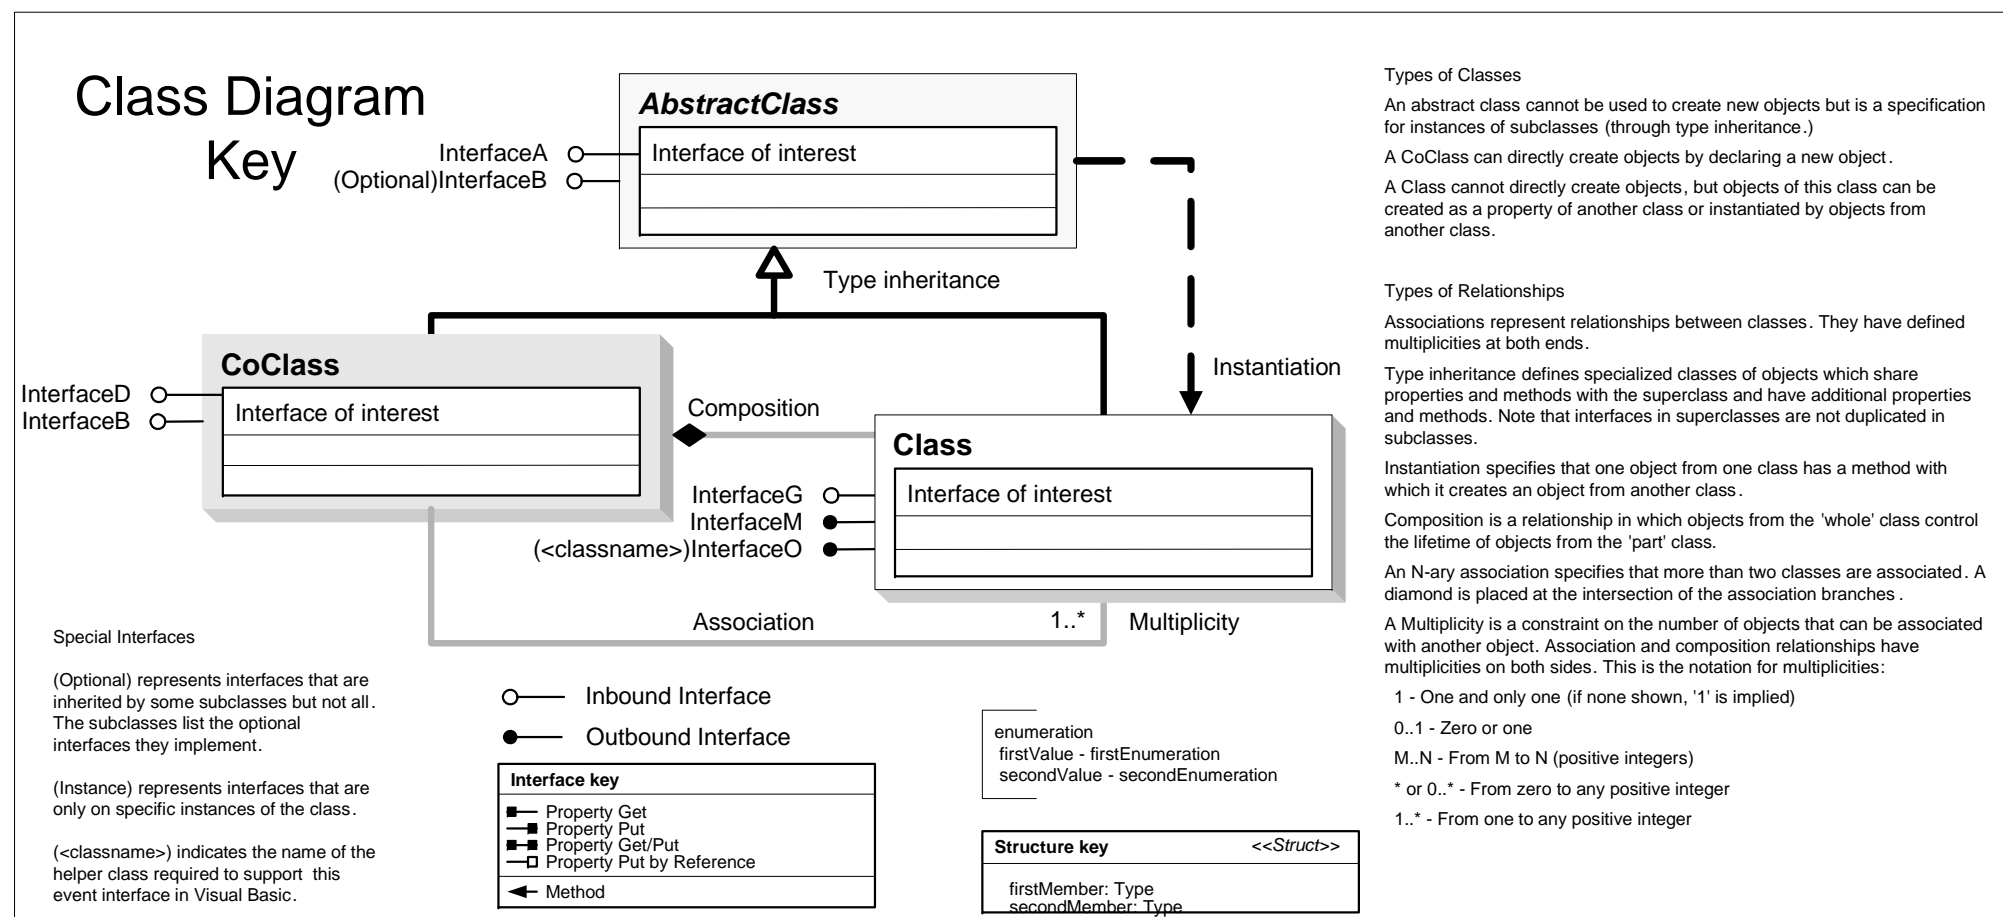 Class Diagram
Key
AbstractClass
Interface of interest
InterfaceA
(Optional)InterfaceB
Type inheritance
CoClass
Interface of interest
InterfaceD
InterfaceB
Composition
Instantiation
Class
Interface of interest
InterfaceG
InterfaceM
(<classname>)InterfaceO
Association
1..*
Multiplicity
Special Interfaces
(Optional) represents interfaces that are
inherited by some subclasses but not all.
The subclasses list the optional
interfaces they implement.
(Instance) represents interfaces that are
only on specific instances of the class.
(<classname>) indicates the name of the
helper class required to support this
event interface in Visual Basic.
Inbound Interface
Outbound Interface
Interface key
Property Get
Property Put
Property Get/Put
Property Put by Reference
Method
enumeration
firstValue - firstEnumeration
secondValue - secondEnumeration
Structure key <<Struct>>
firstMember: Type
secondMember: Type
Types of Classes
An abstract class cannot be used to create new objects but is a specification
for instances of subclasses (through type inheritance.)
A CoClass can directly create objects by declaring a new object.
A Class cannot directly create objects, but objects of this class can be
created as a property of another class or instantiated by objects from
another class.
Types of Relationships
Associations represent relationships between classes. They have defined
multiplicities at both ends.
Type inheritance defines specialized classes of objects which share
properties and methods with the superclass and have additional properties
and methods. Note that interfaces in superclasses are not duplicated in
subclasses.
Instantiation specifies that one object from one class has a method with
which it creates an object from another class.
Composition is a relationship in which objects from the 'whole' class control
the lifetime of objects from the 'part' class.
An N-ary association specifies that more than two classes are associated. A
diamond is placed at the intersection of the association branches.
A Multiplicity is a constraint on the number of objects that can be associated
with another object. Association and composition relationships have
multiplicities on both sides. This is the notation for multiplicities:
1 - One and only one (if none shown, '1' is implied)
0..1 - Zero or one
M..N - From M to N (positive integers)
* or 0..* - From zero to any positive integer
1..* - From one to any positive integer